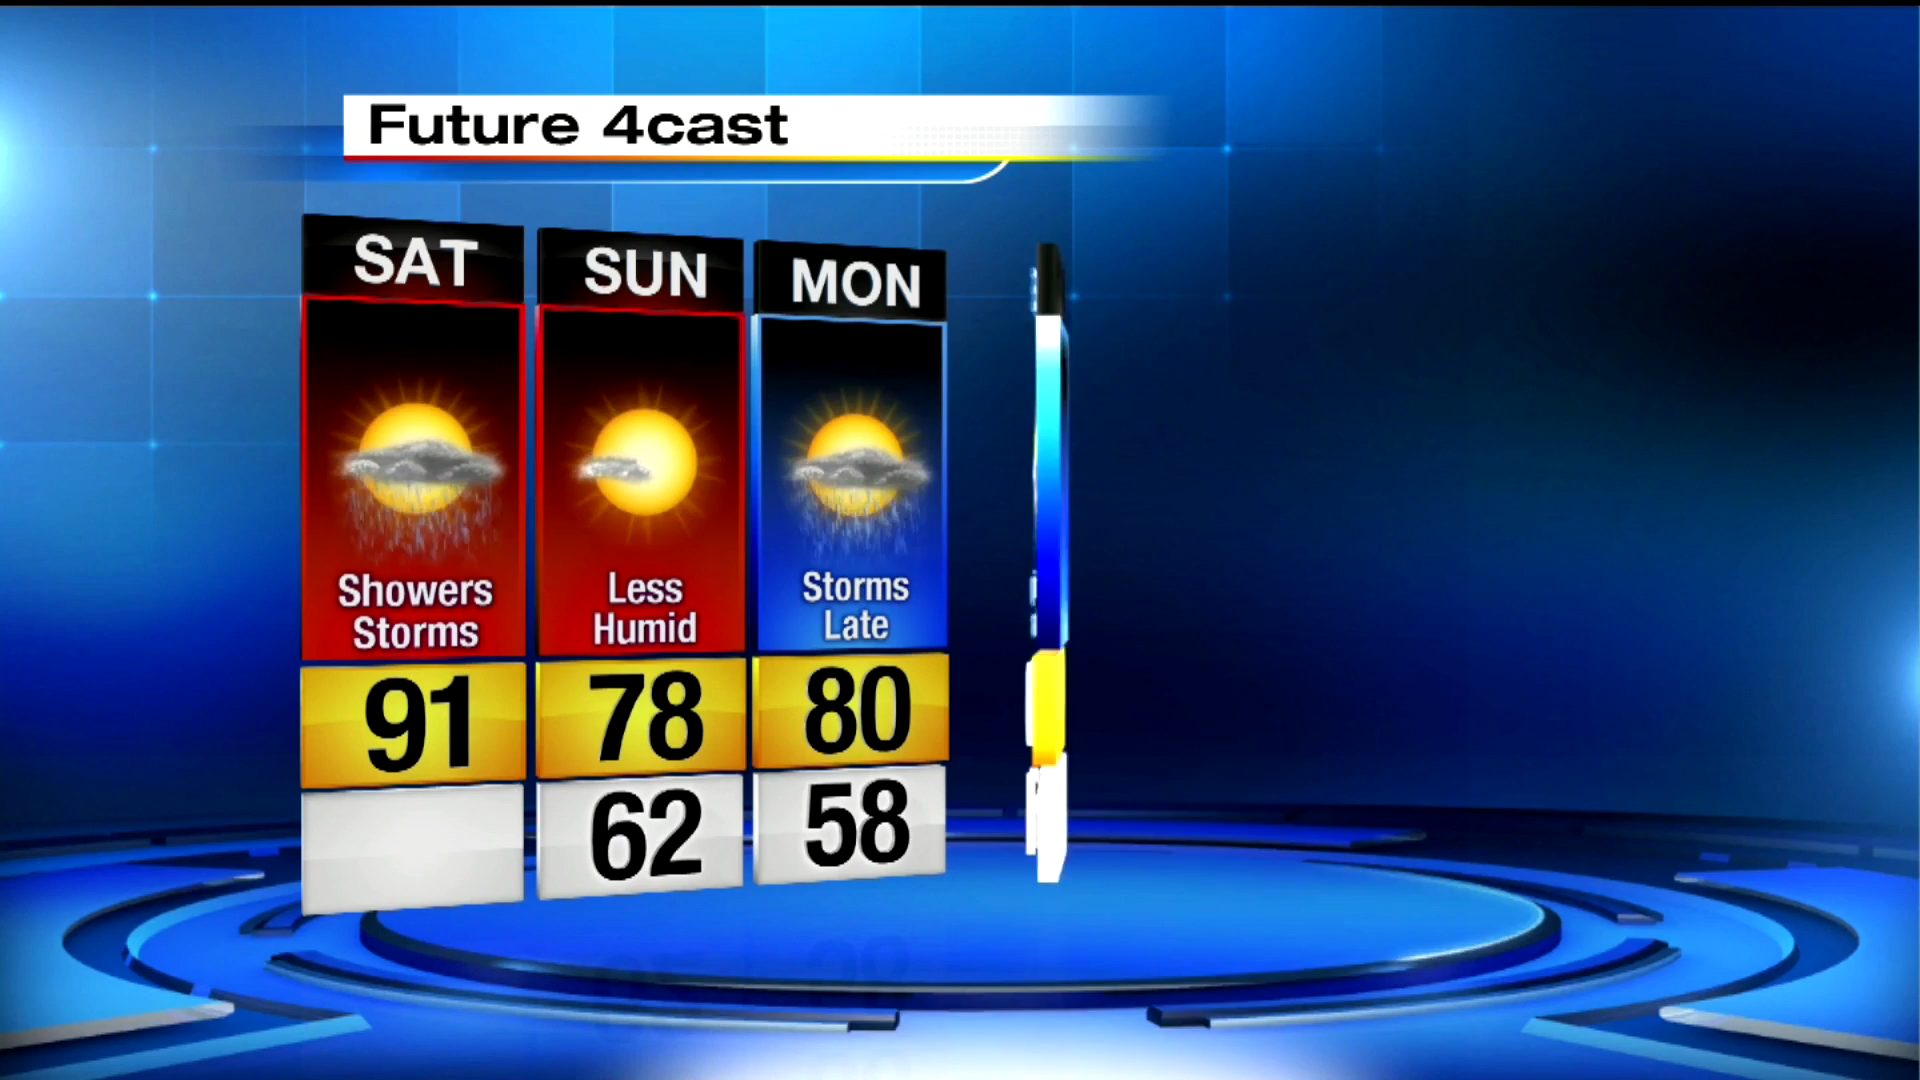 Future 4cast
SAT
Showers
Storms
91
SUN
Less
Humid
78
62
MON
Storms
Late
80
58